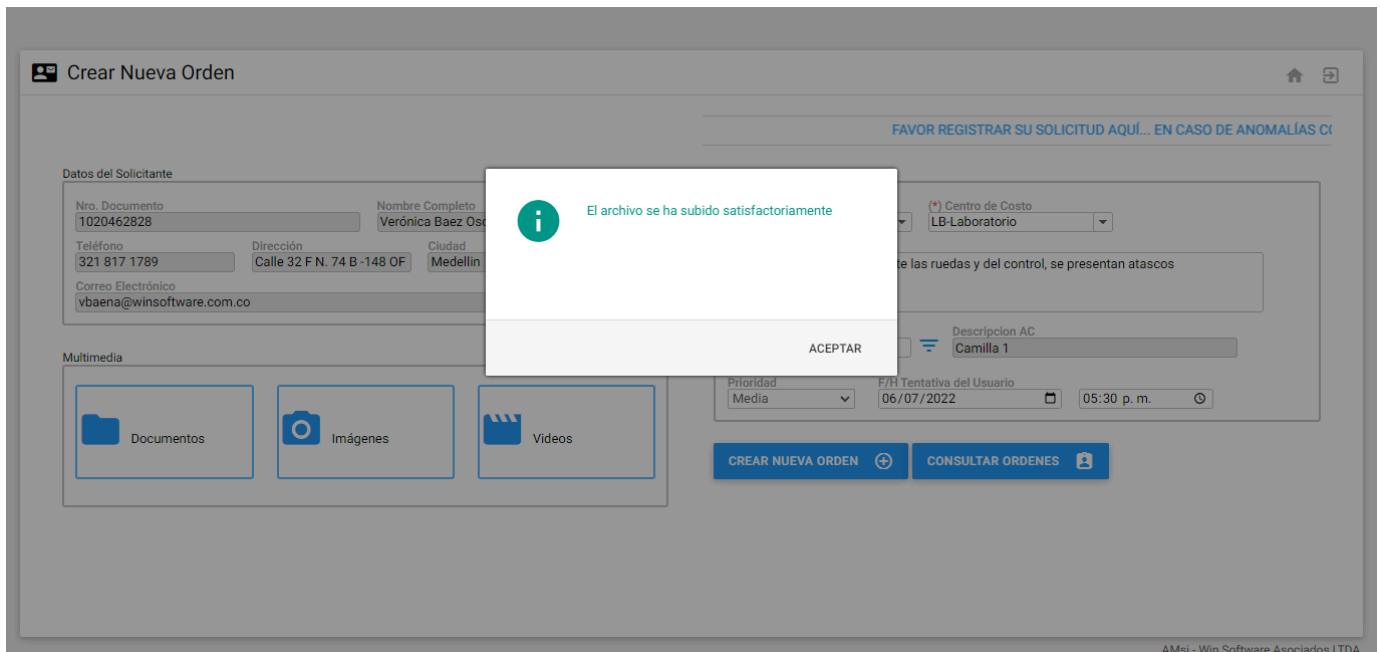 Crear Nueva Orden
FAVOR REGISTRAR SU SOLICITUD AQUÍ... EN CASO DE ANOMALÍAS
Datos del Solicitante
Nro. Documento
1020462828
Nombre Completo
Verónica Baez
Teléfono
321 817 1789
Dirección
Calle 32 F N. 74 B -148 OF
Ciudad
Medellin
Correo Electrónico
vbaena@winsoftware.com.co
Multimedia
Documentos
Imágenes
Videos
El archivo se ha subido satisfactoriamente
ACEPTAR
(*) Centro de Costo
LB-Laboratorio
las ruedas y del control, se presentan atascos
Descripcion AC
Camilla 1
Prioridad
Media
F/H Tentativa del Usuario
06/07/2022
05:30 p. m.
CREAR NUEVA ORDEN
CONSULTAR ORDENES
AMsi - Win Software Asociados LTDA